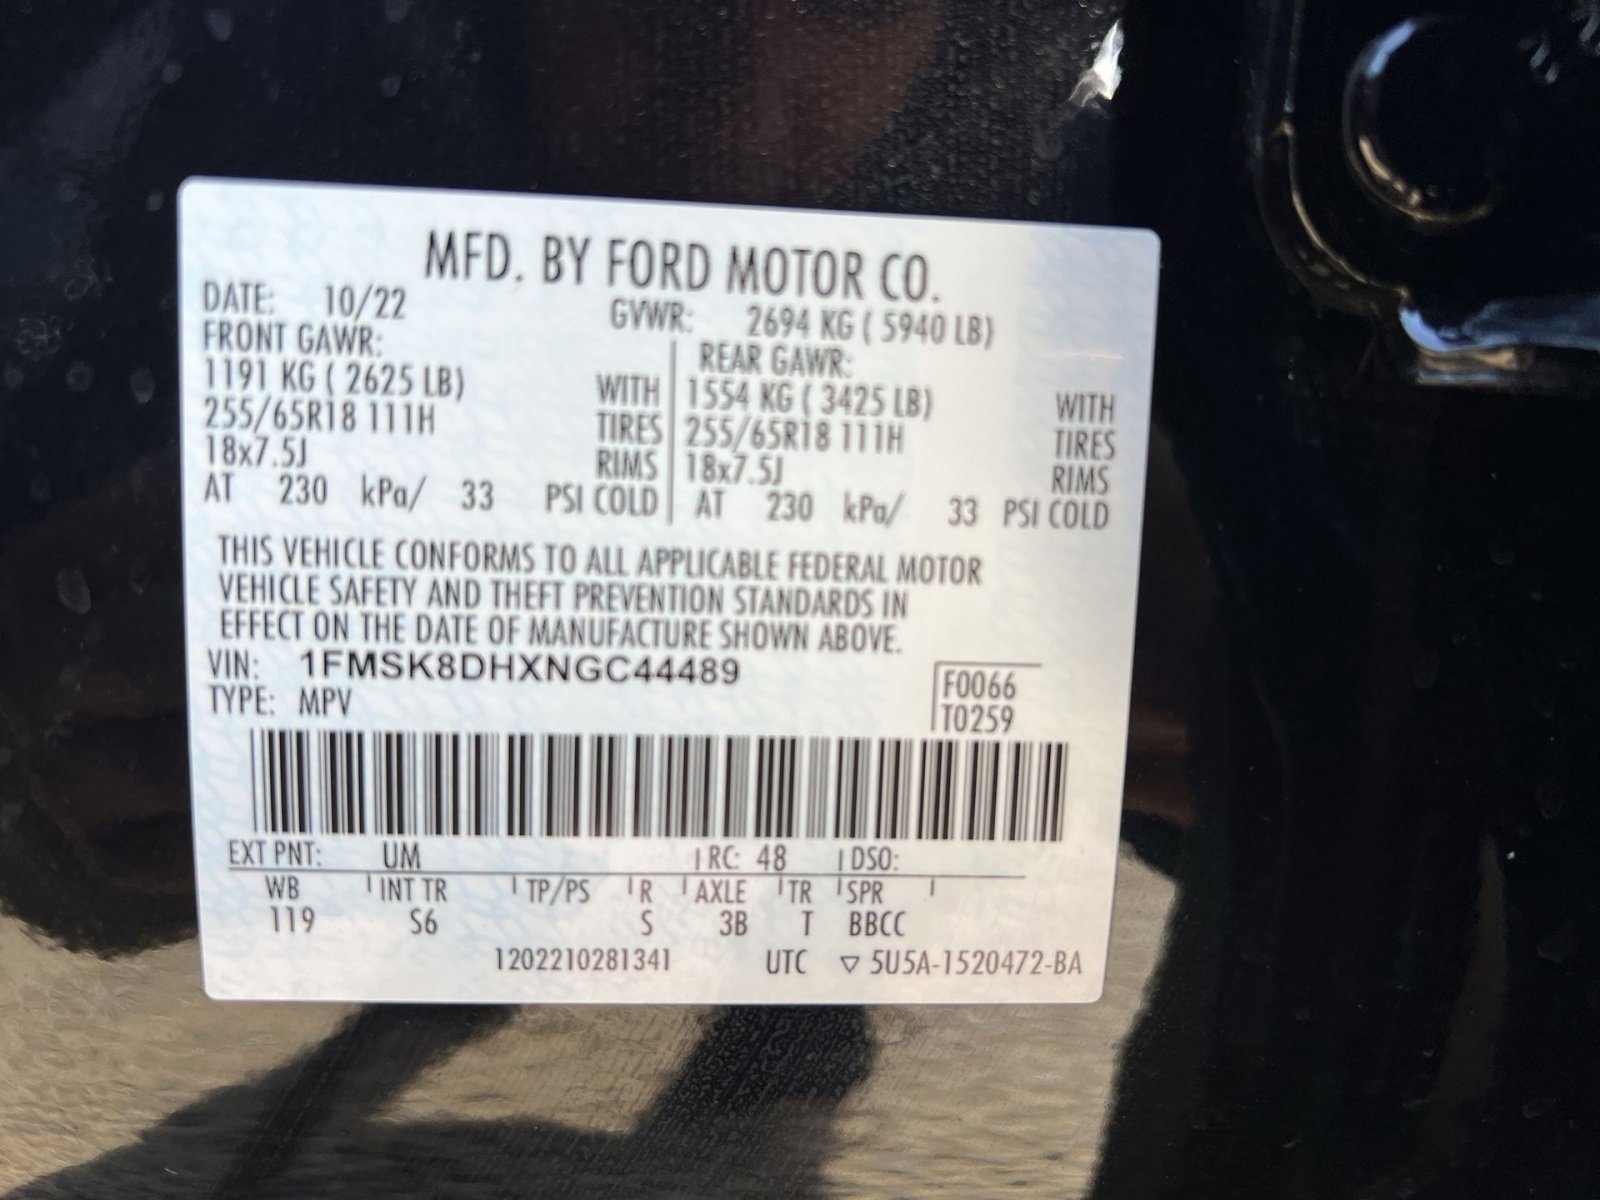 MFD. BY FORD MOTOR CO.
DATE: 10/22 GVWR: 2694 KG ( 5940 LB)
FRONT GAWR: REAR GAWR:
1191 KG ( 2625 LB) WITH 1554 KG ( 3425 LB) WITH
255/65R18 111H TIRES 255/65R18 111H TIRES
18x7.5J RIMS 18x7.5J RIMS
AT 230 kPa/ 33 PSI COLD AT 230 kPa/ 33 PSI COLD
THIS VEHICLE CONFORMS TO ALL APPLICABLE FEDERAL MOTOR
VEHICLE SAFETY AND THEFT PREVENTION STANDARDS IN
EFFECT ON THE DATE OF MANUFACTURE SHOWN ABOVE.
VIN: 1FMSK8DHXNGC44489
F0066
TYPE: MPV
T0259
EXT PNT: UM RC: 48 DSO:
WB INT TR TP/PS R AXLE TR SPR
119 S6 S 3B T BBCC
1202210281341 UTC ▽ 5U5A-1520472-BA